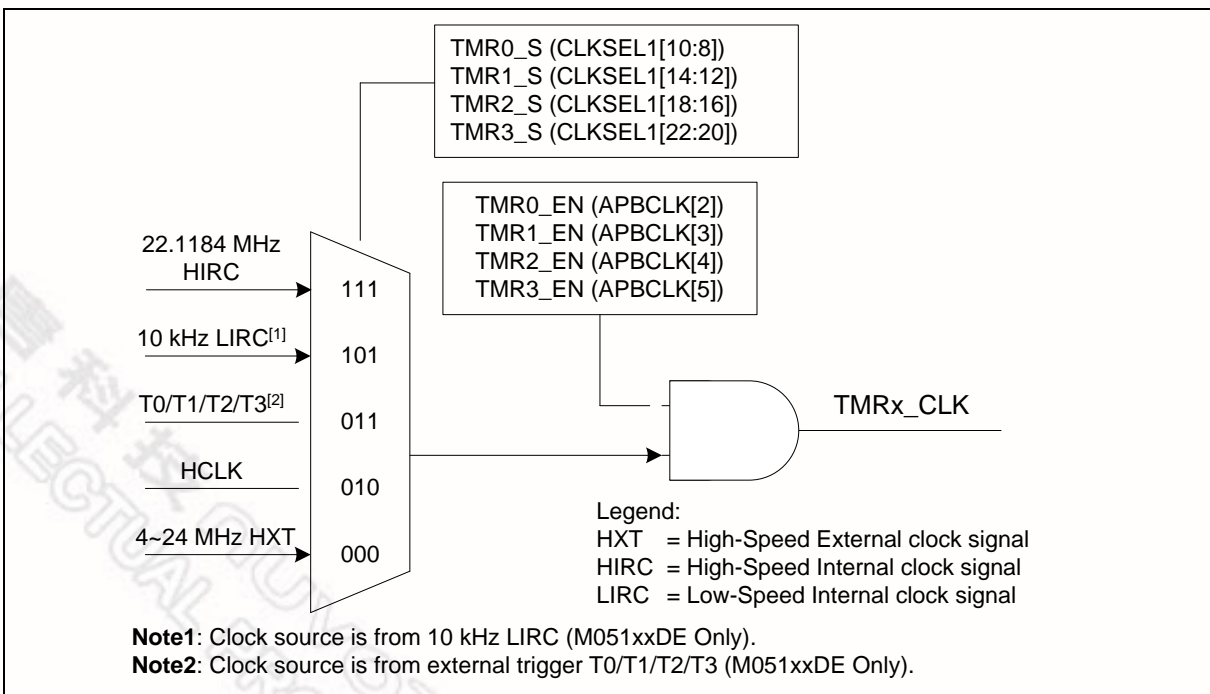 TMR0_S (CLKSEL1[10:8])
TMR1_S (CLKSEL1[14:12])
TMR2_S (CLKSEL1[18:16])
TMR3_S (CLKSEL1[22:20])
TMR0_EN (APBCLK[2])
TMR1_EN (APBCLK[3])
TMR2_EN (APBCLK[4])
TMR3_EN (APBCLK[5])
22.1184 MHz
HIRC
111
10 kHz LIRC[1]
101
T0/T1/T2/T3[2]
011
HCLK
010
4~24 MHz HXT
000
TMRx_CLK
Legend:
HXT = High-Speed External clock signal
HIRC = High-Speed Internal clock signal
LIRC = Low-Speed Internal clock signal
Note1: Clock source is from 10 kHz LIRC (M051xxDE Only).
Note2: Clock source is from external trigger T0/T1/T2/T3 (M051xxDE Only).
科技